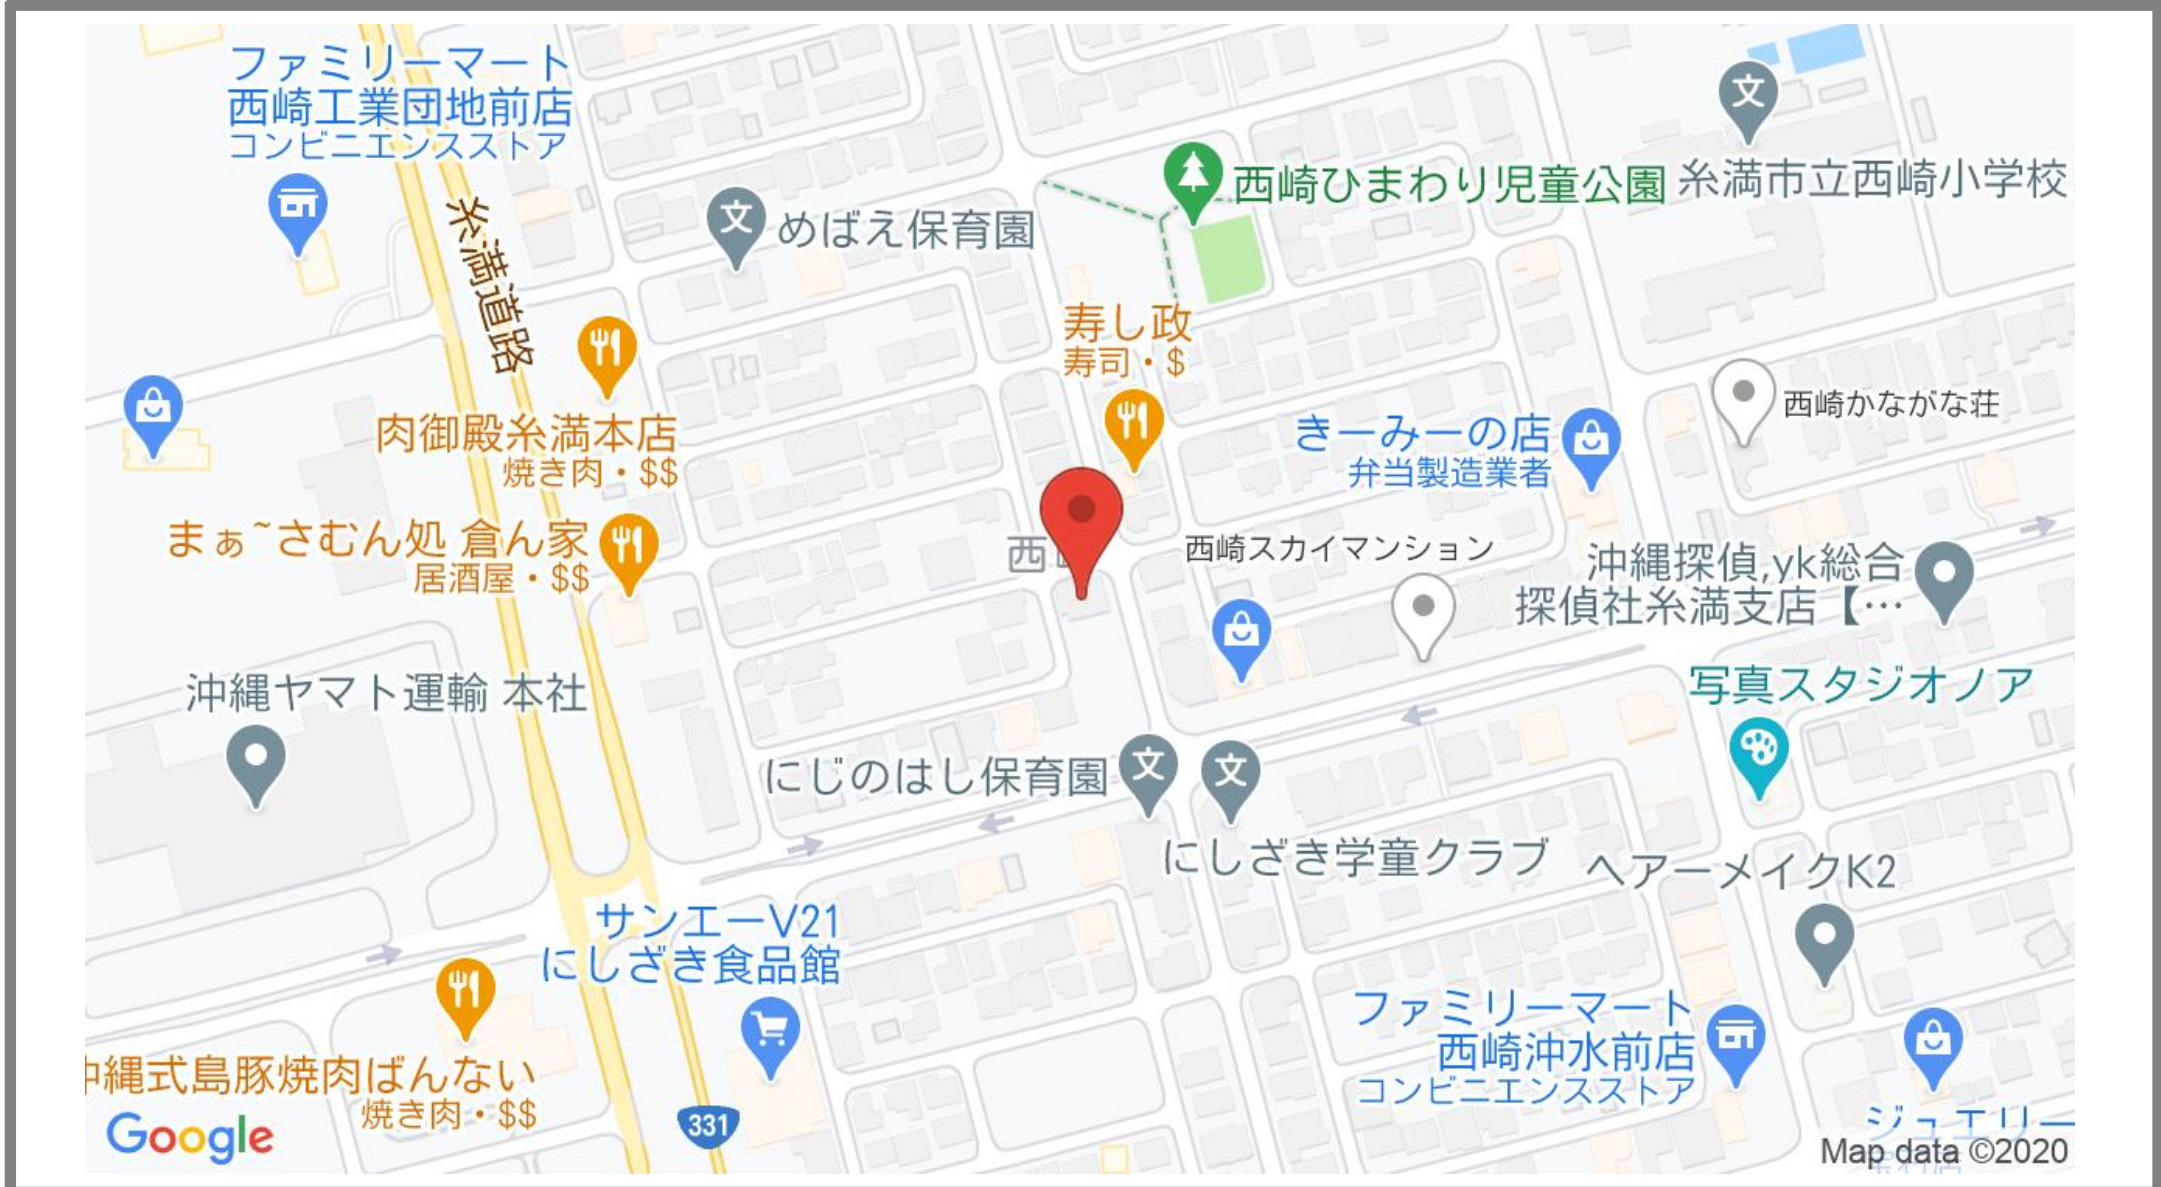 ファミリーマート
西崎工業団地前店
コンビニエンスストア
糸満道路
めばえ保育園
西崎ひまわり児童公園
糸満市立西崎小学校
文
文
寿し政
寿司・$
肉御殿糸満本店
焼き肉・$$
きーみーの店
弁当製造業者
西崎かながな荘
まぁ~さむん処 倉ん家
居酒屋・$$
西
西崎スカイマンション
沖縄探偵,yk総合
探偵社糸満支店【…
沖縄ヤマト運輸 本社
写真スタジオノア
にじのはし保育園
文
文
にしざき学童クラブ
ヘアーメイクK2
サンエーV21
にしざき食品館
ファミリーマート
西崎沖水前店
コンビニエンスストア
縄式島豚焼肉ばんない
焼き肉・$$
331
ジュエリー
Google
Map data ©2020